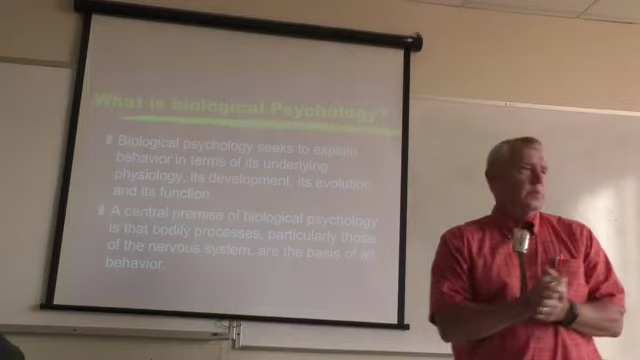 What is biological Psychology?
Biological psychology seeks to explain
behavior in terms of its underlying
physiology, its development, its evolution,
and its function.
A central premise of biological psychology
is that bodily processes, particularly those
of the nervous system, are the basis of all
behavior.